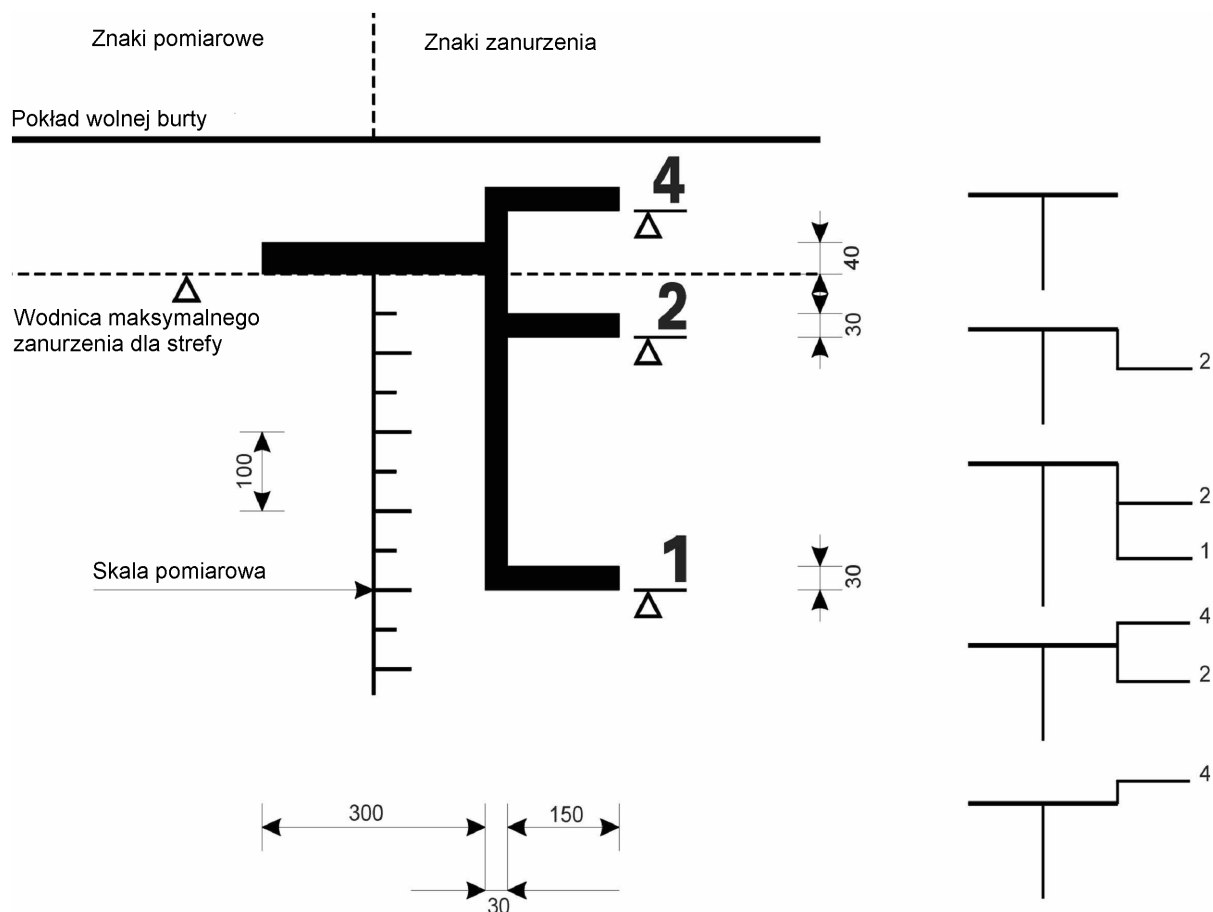 Znaki pomiarowe
Znaki zanurzenia
Pokład wolnej burty
4
40
Wodnica maksymalnego
zanurzenia dla strefy
2
30
2
100
2
1
Skala pomiarowa
1
30
4
2
4
300
150
30